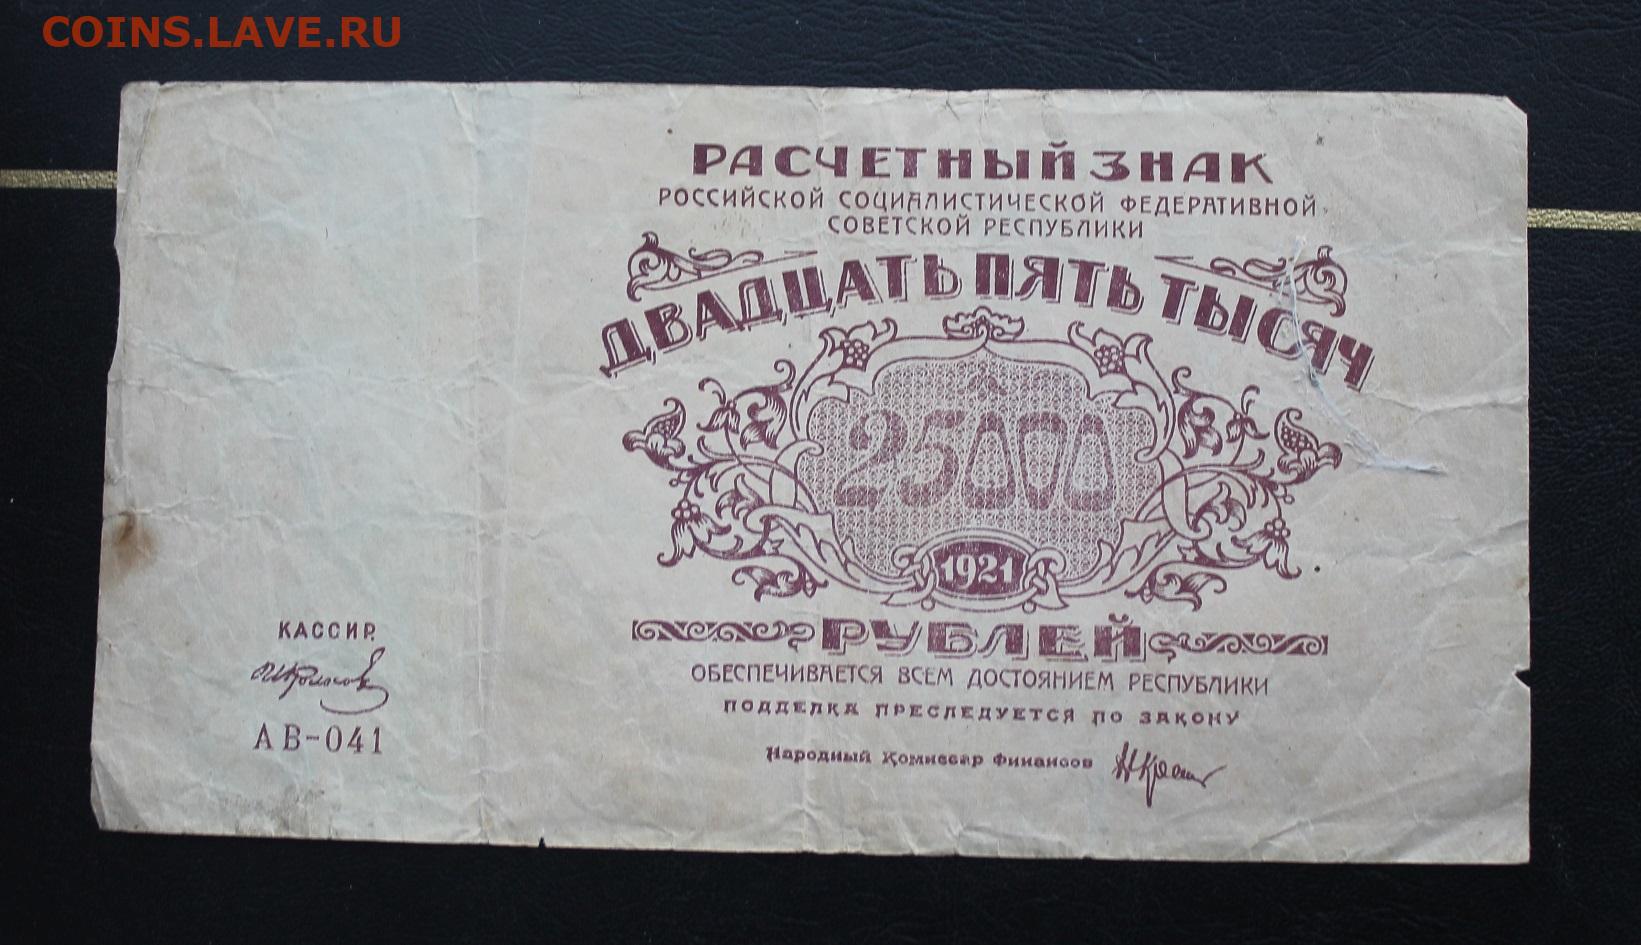 COINS.LAVE.RU
РАСЧЕТНЫЙ ЗНАК
РОССИЙСКОЙ СОЦИАЛИСТИЧЕСКОЙ ФЕДЕРАТИВНОЙ
СОВЕТСКОЙ РЕСПУБЛИКИ
ДВАДЦАТЬ ПЯТЬ ТЫСЯЧ
25000
1921
РУБЛЕЙ
ОБЕСПЕЧИВАЕТСЯ ВСЕМ ДОСТОЯНИЕМ РЕСПУБЛИКИ
ПОДДЕЛКА ПРЕСЛЕДУЕТСЯ ПО ЗАКОНУ
Народный Комиссар Финансов
КАССИР.
АВ-041